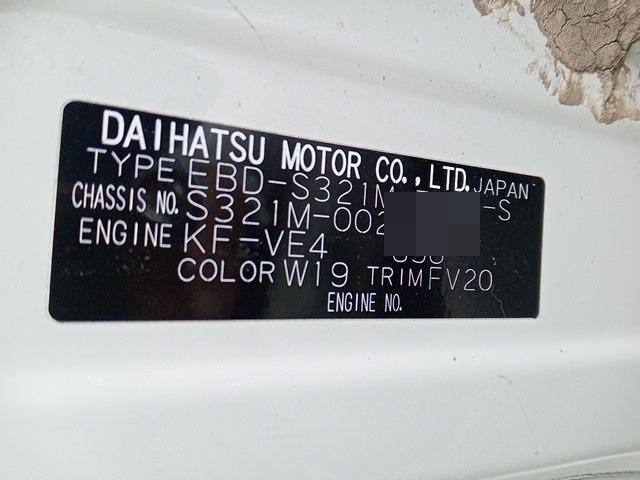 DAIHATSU MOTOR CO.,LTD. JAPAN
TYPE EBD-S321M -S
CHASSIS NO. S321M-002
ENGINE KF-VE4
COLOR W19 TRIM FV20
ENGINE NO.